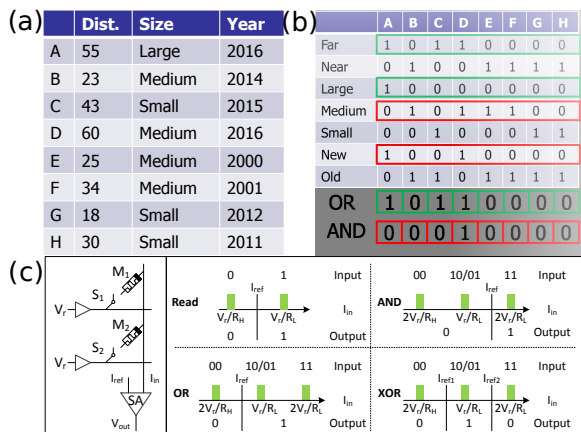 (a)
Dist. Size Year
A 55 Large 2016
B 23 Medium 2014
C 43 Small 2015
D 60 Medium 2016
E 25 Medium 2000
F 34 Medium 2001
G 18 Small 2012
H 30 Small 2011
(b)
A B C D E F G H
Far 1 0 1 1 0 0 0 0
Near 0 1 0 0 1 1 1 1
Large 1 0 0 0 0 0 0 0
Medium 0 1 0 1 1 1 0 0
Small 0 0 1 0 0 0 1 1
New 1 0 0 1 0 0 0 0
Old 0 1 1 0 1 1 1 1
OR 1 0 1 1 0 0 0 0
AND 0 0 0 1 0 0 0 0
(c)
M1
S1
Vr
M2
S2
Vr
Iref Iin
SA
Vout
0 1 Input
Iref
Read Iin
Vr/RH Vr/RL
0 1 Output
00 10/01 11 Input
Iref
AND Iin
2Vr/RH Vr/RL 2Vr/RL
0 1 Output
00 10/01 11 Input
Iref
OR Iin
2Vr/RH Vr/RL 2Vr/RL
0 1 Output
00 10/01 11 Input
Iref1 Iref2
XOR Iin
2Vr/RH Vr/RL 2Vr/RL
0 1 0 Output